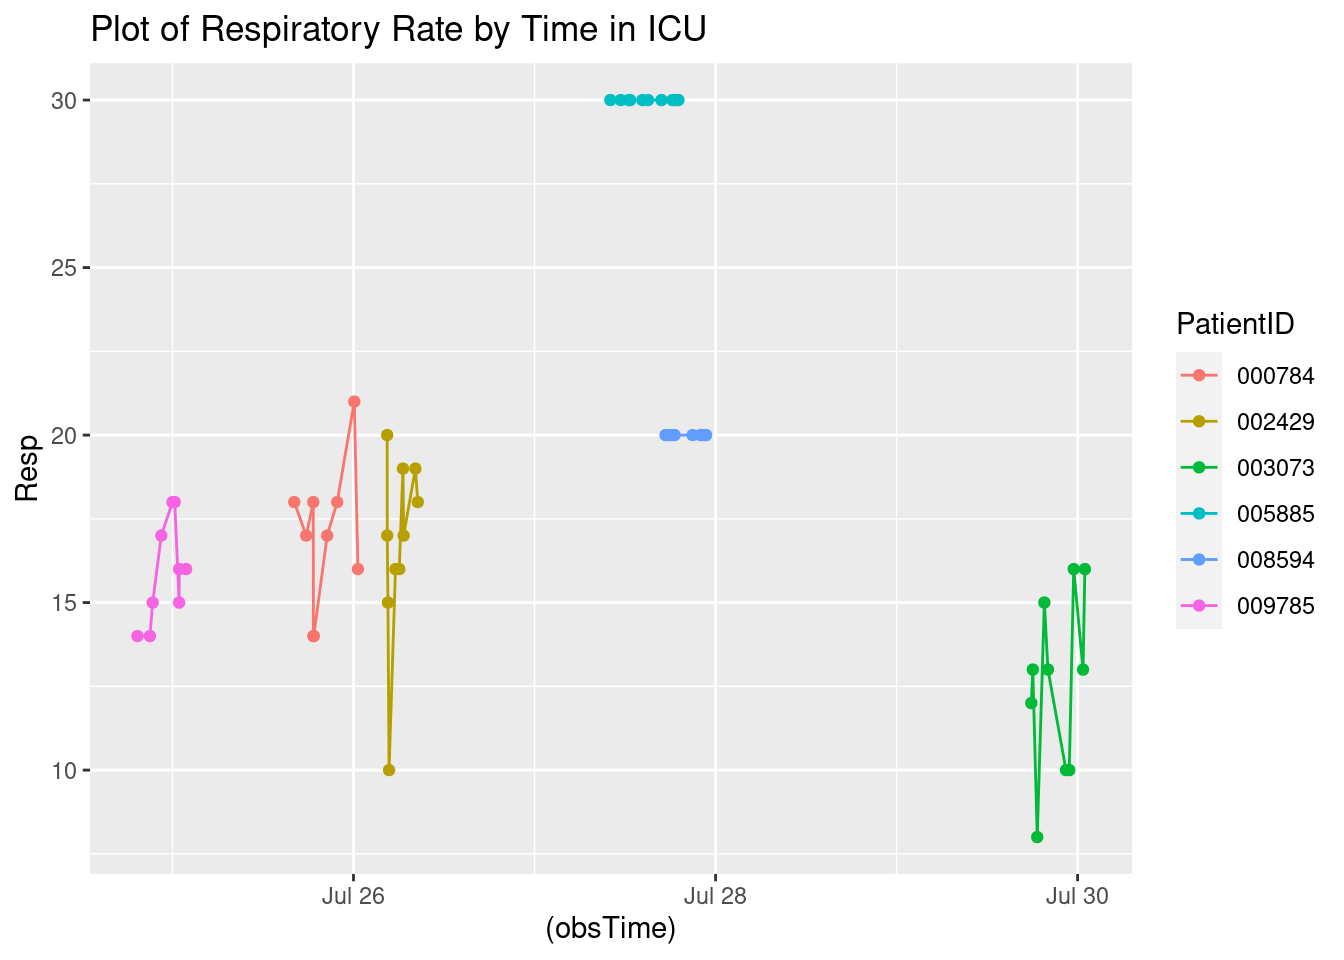 Plot of Respiratory Rate by Time in ICU
30
25
20
15
10
Resp
Jul 26
Jul 28
Jul 30
(obsTime)
PatientID
000784
002429
003073
005885
008594
009785